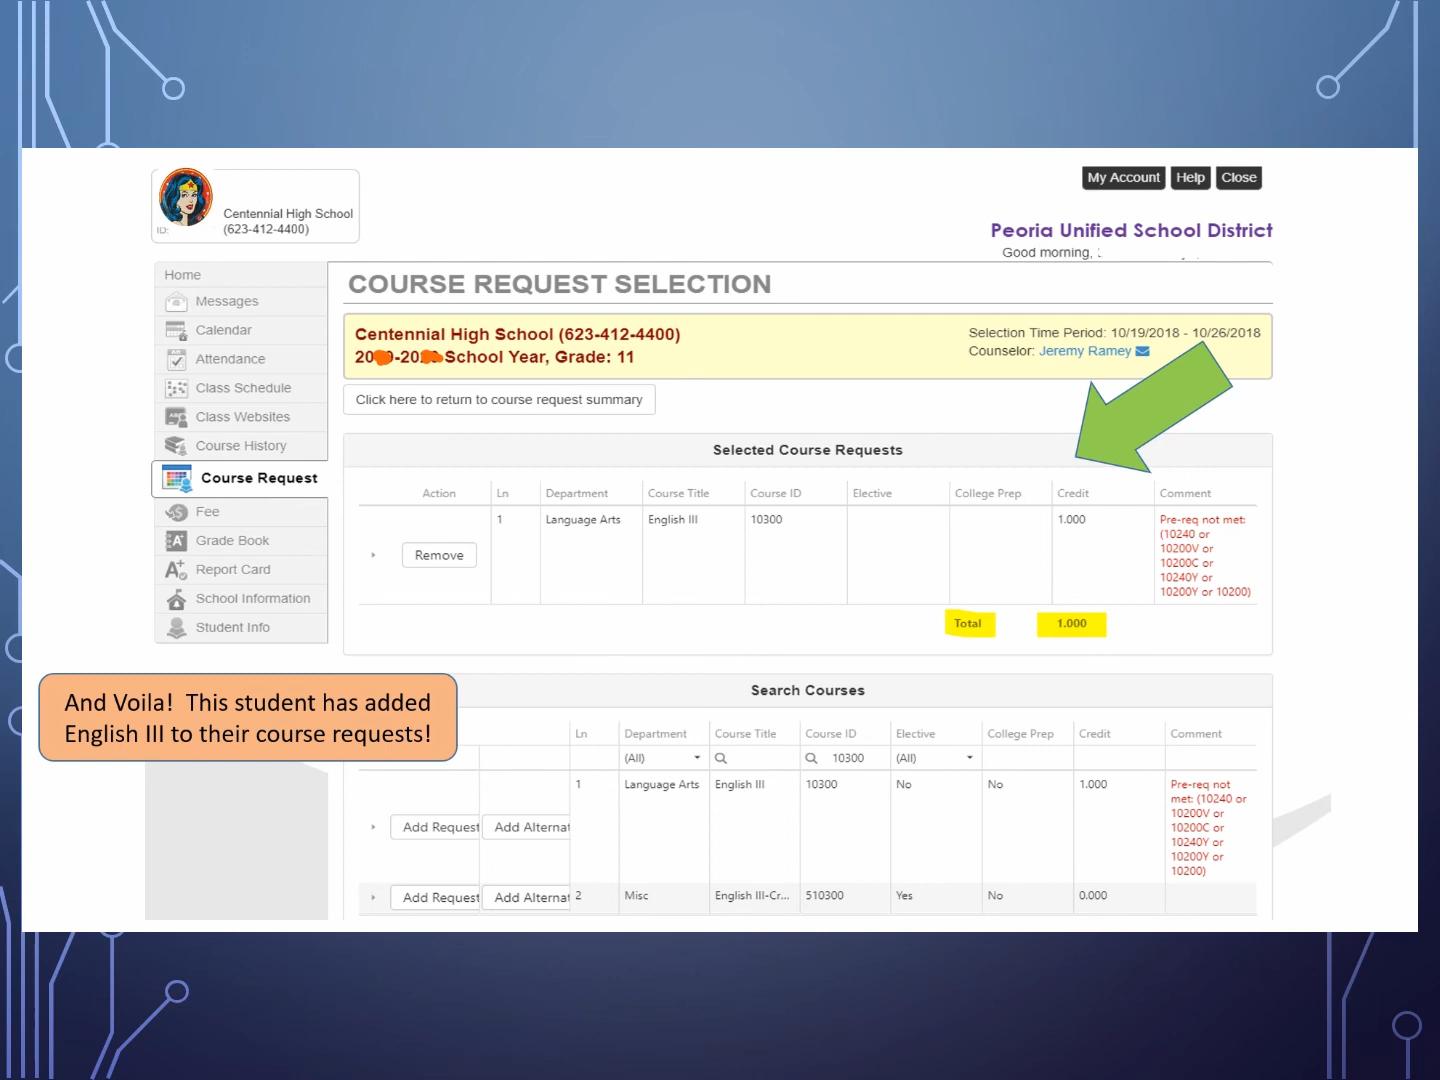 My Account Help Close
Centennial High School
ID: (623-412-4400)
Peoria Unified School District
Good morning,
Home
Messages
Calendar
Attendance
Class Schedule
Class Websites
Course History
Course Request
Fee
Grade Book
Report Card
School Information
Student Info
COURSE REQUEST SELECTION
Centennial High School (623-412-4400)
School Year, Grade: 11
Selection Time Period: 10/19/2018 - 10/26/2018
Counselor: Jeremy Ramey
Click here to return to course request summary
Selected Course Requests
Action Ln Department Course Title Course ID Elective College Prep Credit Comment
Remove 1 Language Arts English III 10300 1.000
Pre-req not met:
(10240 or
10200V or
10200C or
10240Y or
10200Y or 10200)
Total 1.000
And Voila! This student has added
English III to their course requests!
Search Courses
Ln Department Course Title Course ID Elective College Prep Credit Comment
(All) 10300 (All)
Add Request Add Alternat 1 Language Arts English III 10300 No No 1.000
Pre-req not
met: (10240 or
10200V or
10200C or
10240Y or
10200Y or
10200)
Add Request Add Alternat 2 Misc English III-Cr... 510300 Yes No 0.000